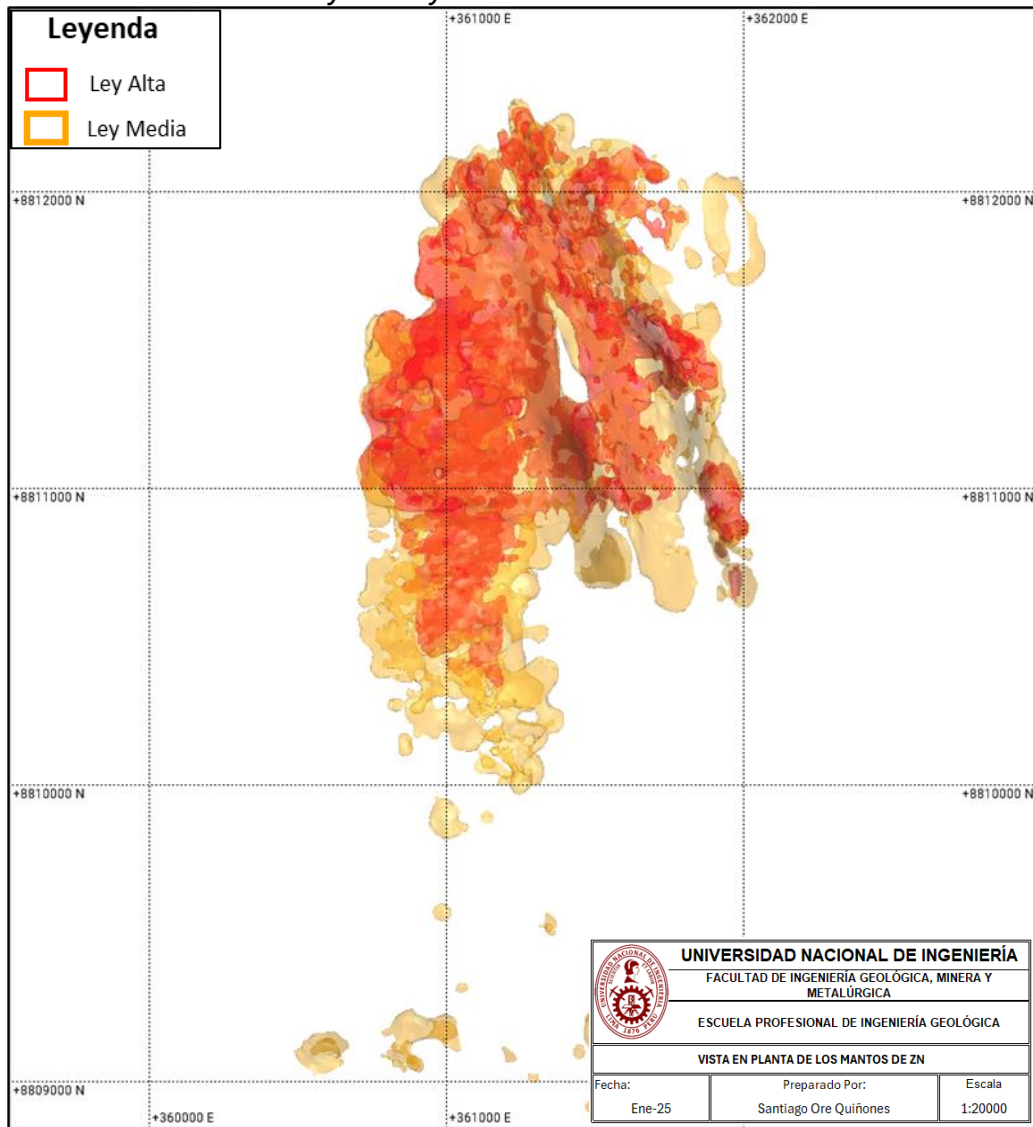 Leyenda
Ley Alta
Ley Media
+361000 E
+362000 E
+8812000 N
+8812000 N
+8811000 N
+8811000 N
+8810000 N
+8810000 N
+8809000 N
+360000 E
+361000 E
UNIVERSIDAD NACIONAL DE INGENIERÍA
FACULTAD DE INGENIERÍA GEOLÓGICA, MINERA Y
METALÚRGICA
ESCUELA PROFESIONAL DE INGENIERÍA GEOLÓGICA
VISTA EN PLANTA DE LOS MANTOS DE ZN
Fecha:
Preparado Por:
Escala
Ene-25
Santiago Ore Quiñones
1:20000